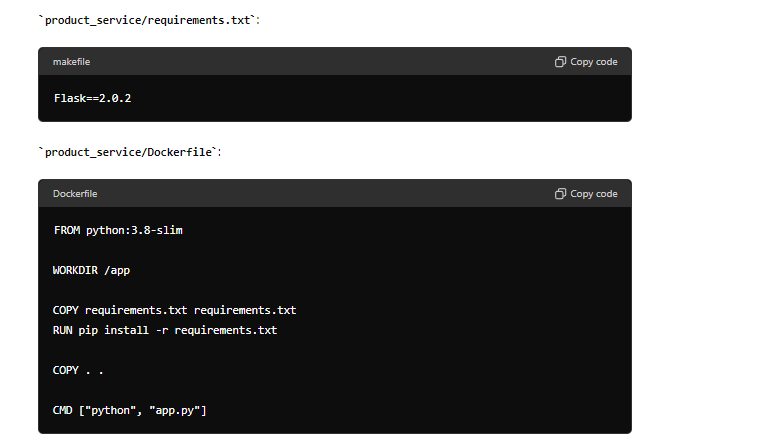 `product_service/requirements.txt`:
makefile
Copy code
Flask==2.0.2
`product_service/Dockerfile`:
Dockerfile
Copy code
FROM python:3.8-slim
WORKDIR /app
COPY requirements.txt requirements.txt
RUN pip install -r requirements.txt
COPY . .
CMD ["python", "app.py"]